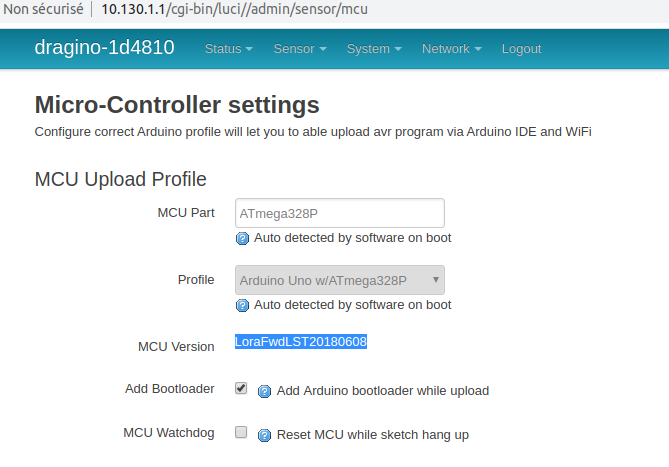 Non sécurisé 10.130.1.1/cgi-bin/luci//admin/sensor/mcu
dragino-1d4810 Status Sensor System Network Logout
Micro-Controller settings
Configure correct Arduino profile will let you to able upload avr program via Arduino IDE and WiFi
MCU Upload Profile
MCU Part ATmega328P
Auto detected by software on boot
Profile Arduino Uno w/ATmega328P
Auto detected by software on boot
MCU Version LoraFwdLST20180608
Add Bootloader Add Arduino bootloader while upload
MCU Watchdog Reset MCU while sketch hang up